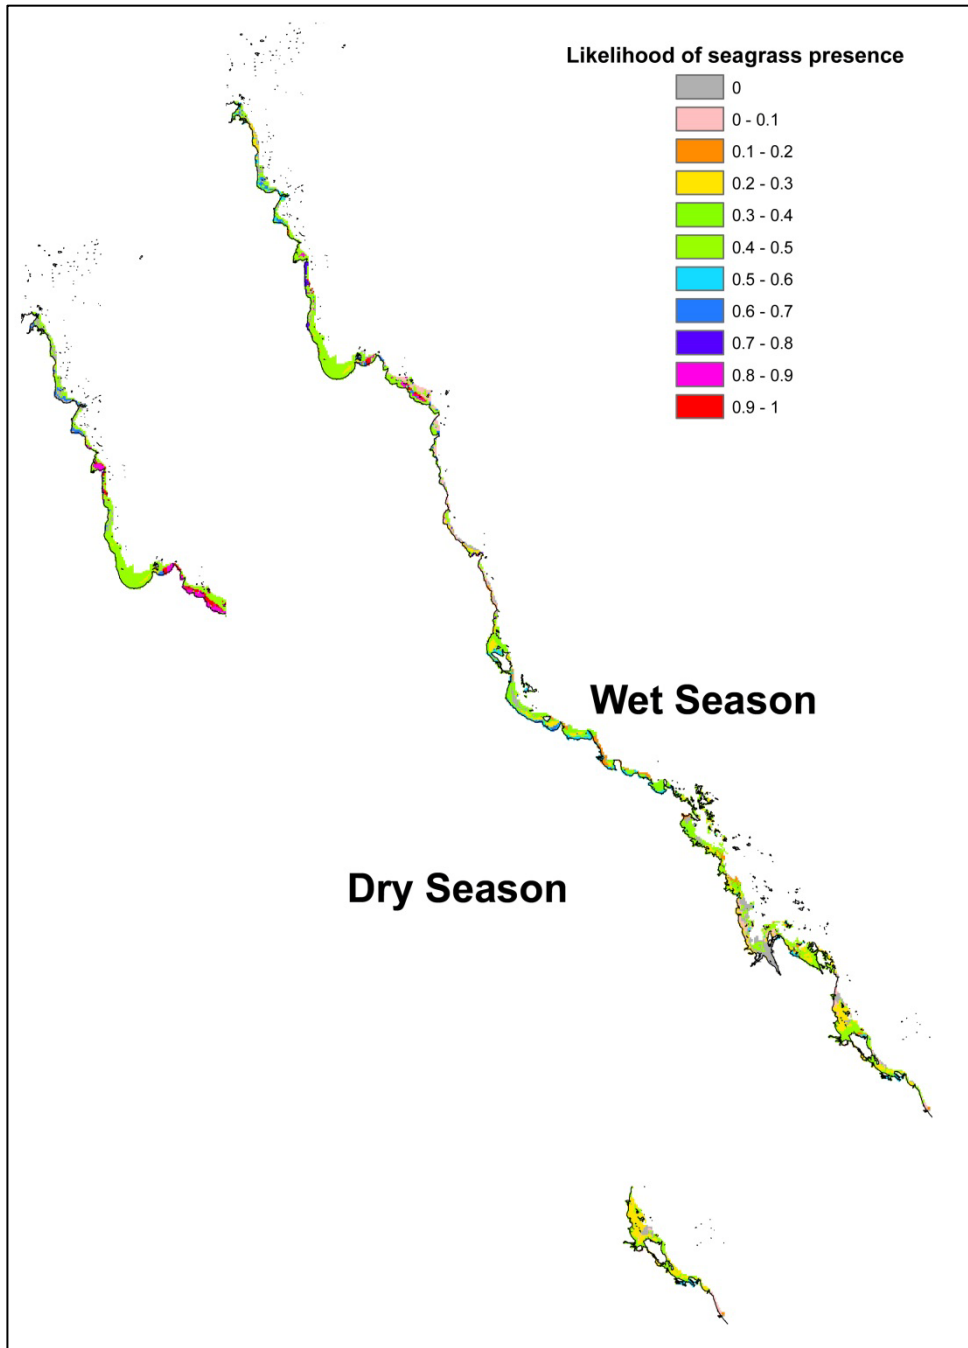 Likelihood of seagrass presence
0
0 - 0.1
0.1 - 0.2
0.2 - 0.3
0.3 - 0.4
0.4 - 0.5
0.5 - 0.6
0.6 - 0.7
0.7 - 0.8
0.8 - 0.9
0.9 - 1
Wet Season
Dry Season